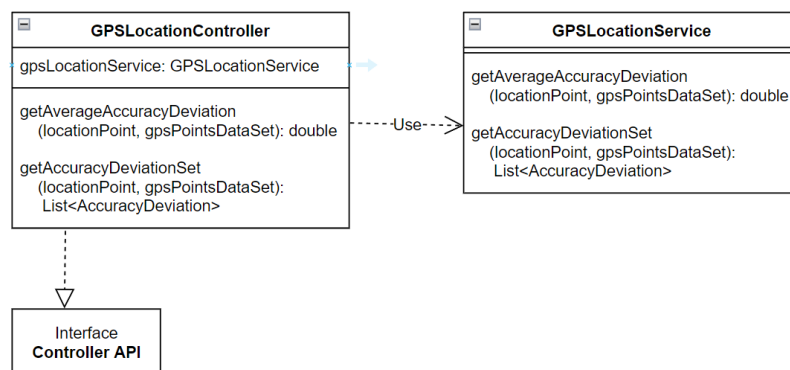 GPSLocationController
gpsLocationService: GPSLocationService
getAverageAccuracyDeviation
(locationPoint, gpsPointsDataSet): double
getAccuracyDeviationSet
(locationPoint, gpsPointsDataSet):
List<AccuracyDeviation>
Use
GPSLocationService
getAverageAccuracyDeviation
(locationPoint, gpsPointsDataSet): double
getAccuracyDeviationSet
(locationPoint, gpsPointsDataSet):
List<AccuracyDeviation>
Interface
Controller API